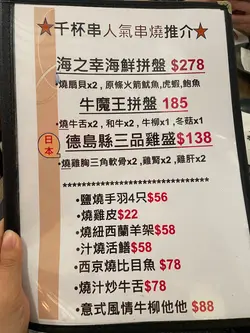 ★千杯串人氣串燒推介★
海之幸海鮮拼盤 $278
•燒扇貝x2，原條火箭魷魚,虎蝦,鮑魚
牛魔王拼盤 185
•燒牛舌x2，和牛x2，牛柳x1,冬菇x1
日本 德島縣三品雞盛$138
•燒雞胸三角軟骨x2，雞腎x2，雞肝x2
******************************
•鹽燒手羽4只$56
•燒雞皮$22
•燒紐西蘭羊架$58
•汁燒活鱔$58
•西京燒比目魚$78
•燒汁炒牛舌$78
•意式風情牛柳他他 $88